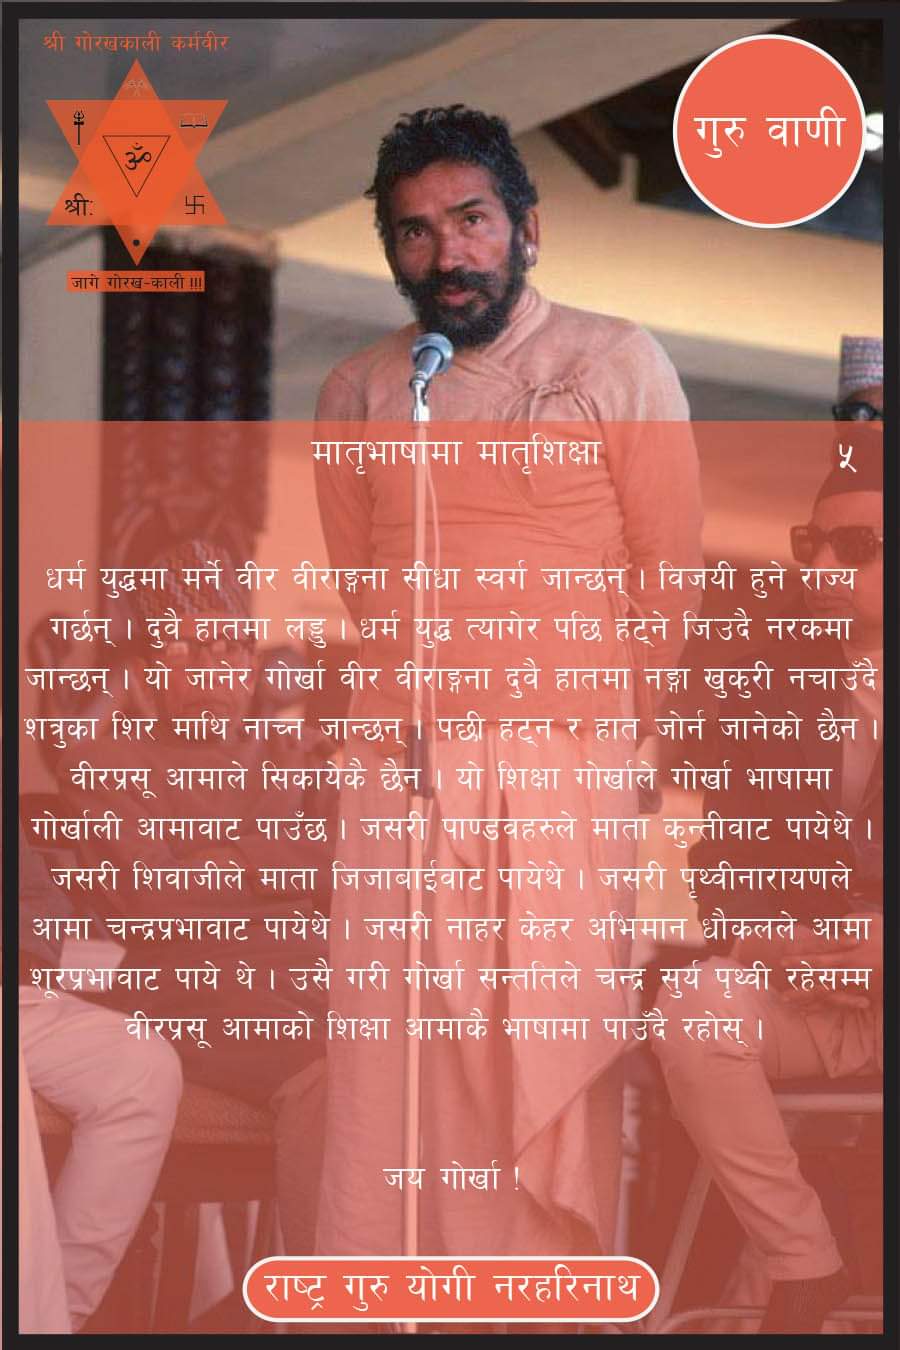 श्री गोरखकाली कर्मवीर
ॐ
श्री:
जागे गोरख-काली !!!
गुरु वाणी
मातृभाषामा मातृशिक्षा
५
धर्म युद्धमा मर्ने वीर वीराङ्गना सीधा स्वर्ग जान्छन् । विजयी हुने राज्य
गर्छन् । दुवै हातमा लड्डु । धर्म युद्ध त्यागेर पछि हट्ने जिउदै नरकमा
जान्छन् । यो जानेर गोर्खा वीर वीराङ्गना दुवै हातमा नङ्गा खुकुरी नचाउँदै
शत्रुका शिर माथि नाच्न जान्छन् । पछी हट्न र हात जोर्न जानेको छैन ।
वीरप्रसू आमाले सिकायेकै छैन । यो शिक्षा गोर्खाले गोर्खा भाषामा
गोर्खाली आमावाट पाउँछ । जसरी पाण्डवहरुले माता कुन्तीवाट पायेथे ।
जसरी शिवाजीले माता जिजाबाईवाट पायेथे । जसरी पृथ्वीनारायणले
आमा चन्द्रप्रभावाट पायेथे । जसरी नाहर केहर अभिमान धौकलले आमा
शूरप्रभावाट पाये थे । उसै गरी गोर्खा सन्ततिले चन्द्र सुर्य पृथ्वी रहेसम्म
वीरप्रसू आमाको शिक्षा आमाकै भाषामा पाउँदै रहोस् ।
जय गोर्खा !
राष्ट्र गुरु योगी नरहरिनाथ